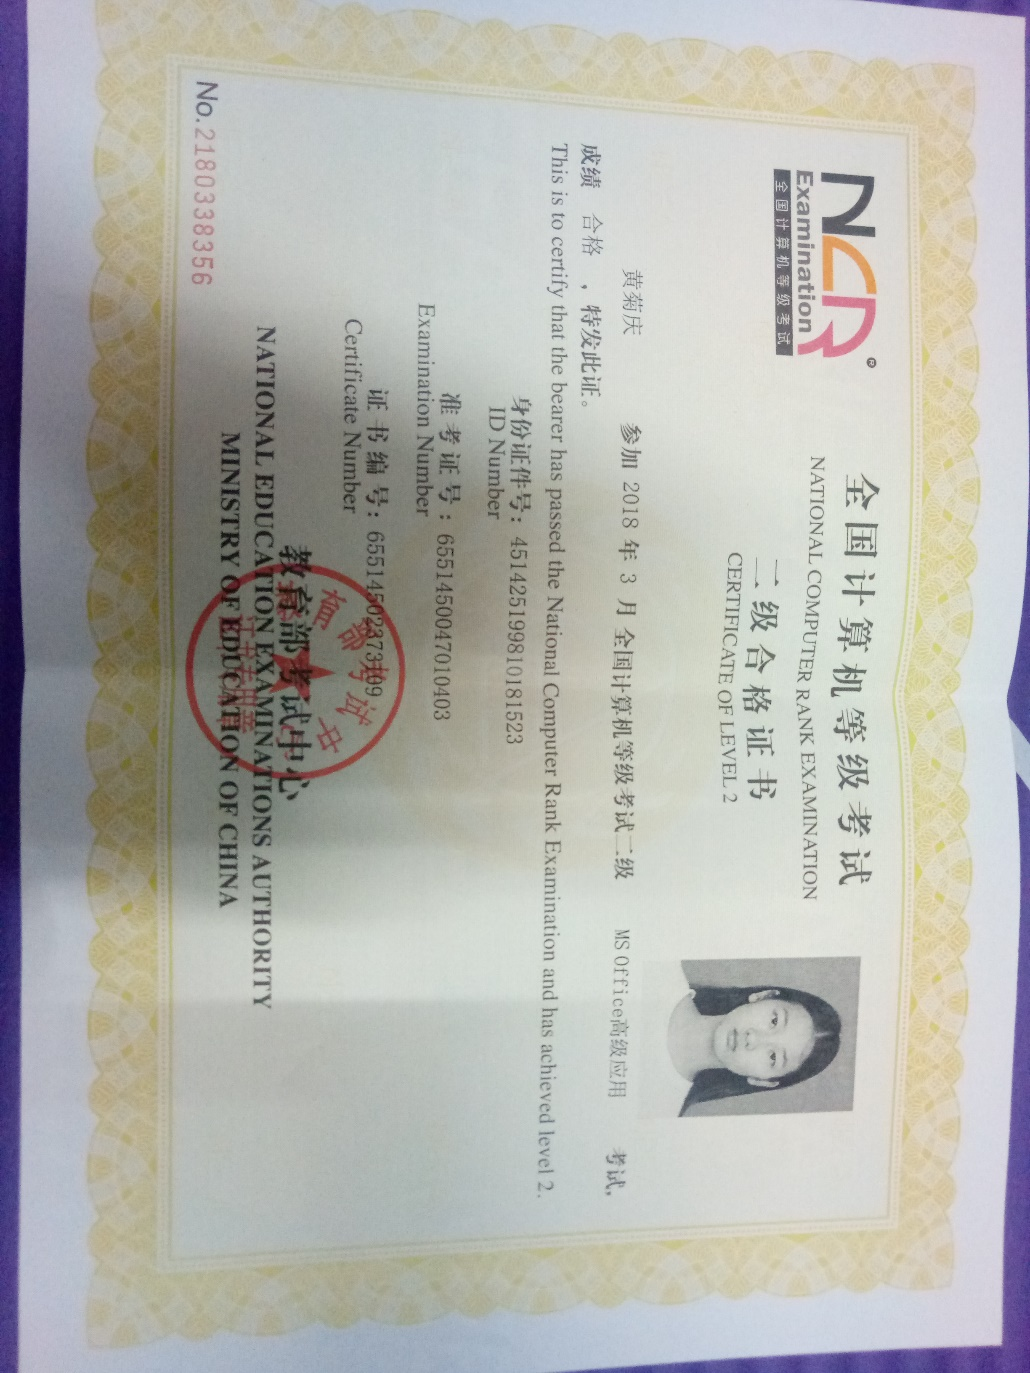 NCR®
Examination
全国计算机等级考试
全国计算机等级考试
NATIONAL COMPUTER RANK EXAMINATION
二级合格证书
CERTIFICATE OF LEVEL 2
黄菊庆 参加 2018 年 3 月 全国计算机等级考试二级 MS Office高级应用 考试,
成绩 合格 ,特发此证。
This is to certify that the bearer has passed the National Computer Rank Examination and has achieved level 2.
身份证件号: 451425199810181523
ID Number
准考证号: 6551450047010403
Examination Number
证书编号: 65514502373409
Certificate Number
教育部考试中心
NATIONAL EDUCATION EXAMINATIONS AUTHORITY
MINISTRY OF EDUCATION OF CHINA
No.2180338356